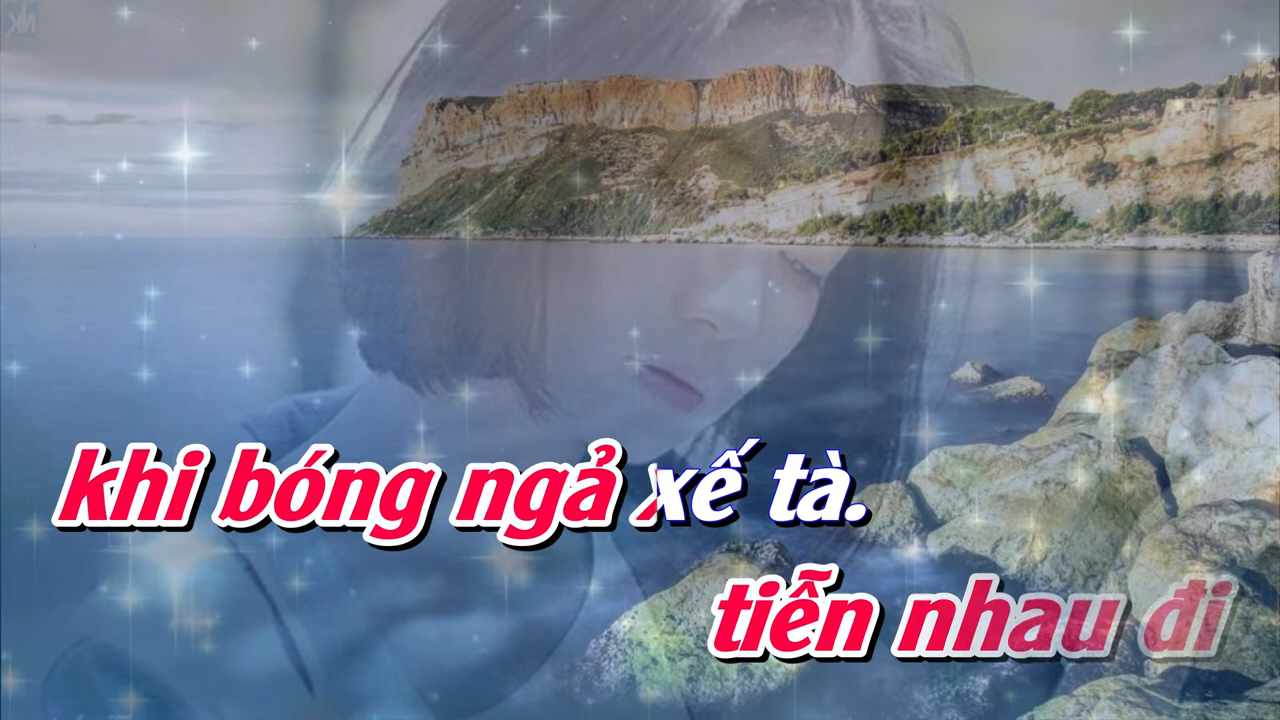 khi bóng ngả xế tà.
tiễn nhau đi